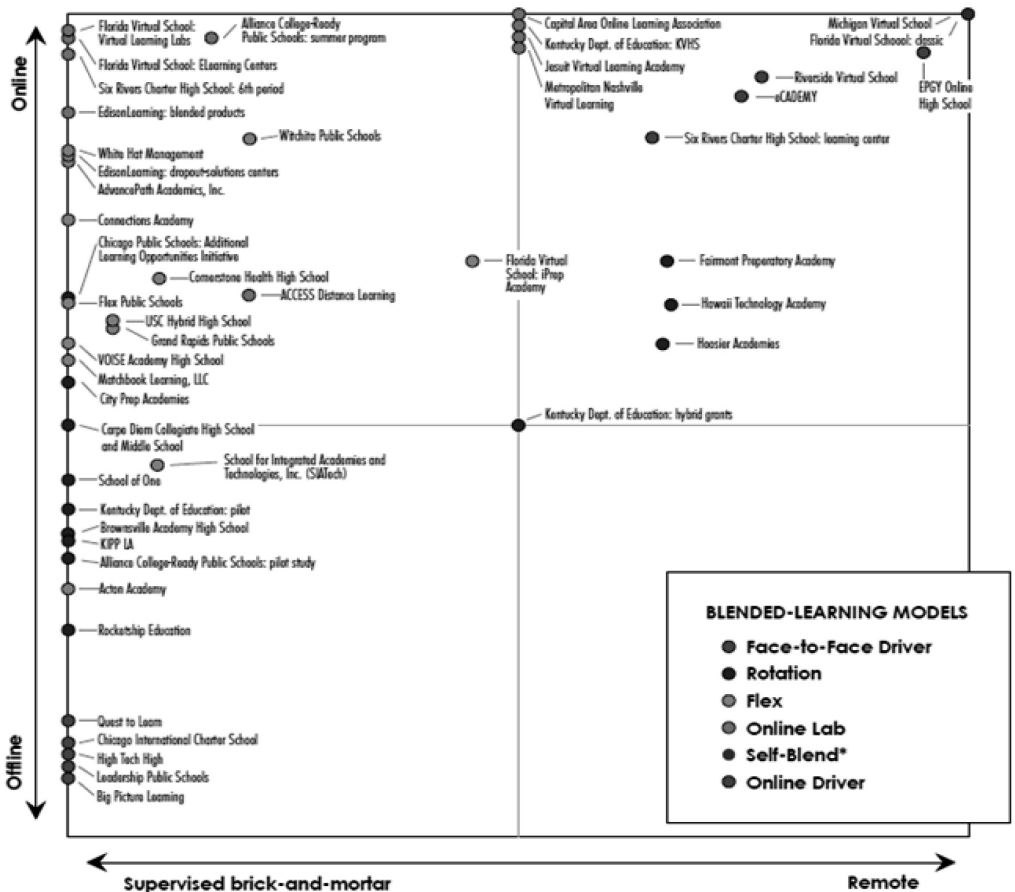 Online
Florida Virtual School:
Virtual Learning Labs
Alliance College-Ready
Public Schools: summer program
Florida Virtual School: ELearning Centers
Six Rivers Charter High School: 6th period
EdisonLearning: blended products
Witchita Public Schools
White Hat Management
EdisonLearning: dropout-solutions centers
AdvancePath Academics, Inc.
Connections Academy
Chicago Public Schools: Additional
Learning Opportunities Initiative
Cornerstone Health High School
ACCESS Distance Learning
Flex Public Schools
USC Hybrid High School
Grand Rapids Public Schools
VOISE Academy High School
Matchbook Learning, LLC
City Prep Academies
Carpe Diem Collegiate High School
and Middle School
School for Integrated Academies and
Technologies, Inc. (SIATech)
School of One
Kentucky Dept. of Education: pilot
Brownsville Academy High School
KIPP LA
Alliance College-Ready Public Schools: pilot study
Acton Academy
Rocketship Education
Quest to Learn
Chicago International Charter School
High Tech High
Leadership Public Schools
Big Picture Learning
Capital Area Online Learning Association
Kentucky Dept. of Education: KVHS
Jesuit Virtual Learning Academy
Metropolitan Nashville
Virtual Learning
Michigan Virtual School
Florida Virtual Schoool: classic
Riverside Virtual School
eCADEMY
EPGY Online
High School
Six Rivers Charter High School: learning center
Florida Virtual
School: iPrep
Academy
Fairmont Preparatory Academy
Hawaii Technology Academy
Hoosier Academies
Kentucky Dept. of Education: hybrid grants
BLENDED-LEARNING MODELS
Face-to-Face Driver
Rotation
Flex
Online Lab
Self-Blend*
Online Driver
Offline
Supervised brick-and-mortar
Remote